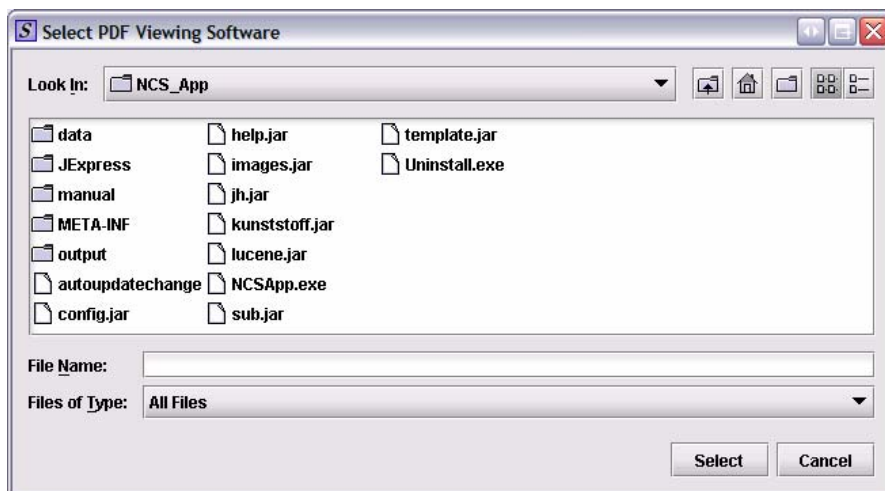 S Select PDF Viewing Software
Look In: NCS_App
data help.jar template.jar
JExpress images.jar Uninstall.exe
manual jh.jar
META-INF kunststoff.jar
output lucene.jar
autoupdatechange NCSApp.exe
config.jar sub.jar
File Name:
Files of Type: All Files
Select Cancel